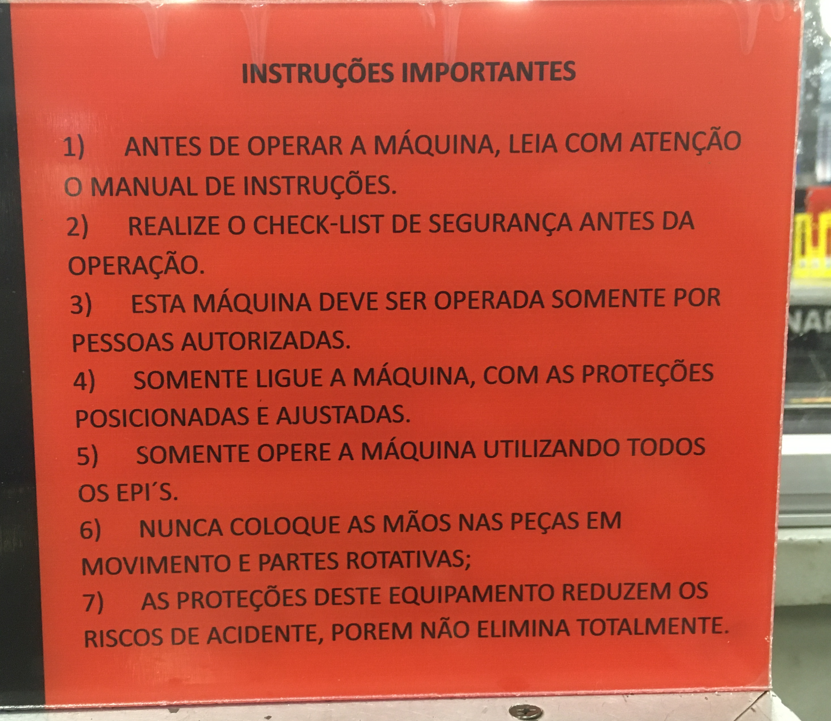 INSTRUÇÕES IMPORTANTES
1) ANTES DE OPERAR A MÁQUINA, LEIA COM ATENÇÃO
O MANUAL DE INSTRUÇÕES.
2) REALIZE O CHECK-LIST DE SEGURANÇA ANTES DA
OPERAÇÃO.
3) ESTA MÁQUINA DEVE SER OPERADA SOMENTE POR
PESSOAS AUTORIZADAS.
4) SOMENTE LIGUE A MÁQUINA, COM AS PROTEÇÕES
POSICIONADAS E AJUSTADAS.
5) SOMENTE OPERE A MÁQUINA UTILIZANDO TODOS
OS EPI´S.
6) NUNCA COLOQUE AS MÃOS NAS PEÇAS EM
MOVIMENTO E PARTES ROTATIVAS;
7) AS PROTEÇÕES DESTE EQUIPAMENTO REDUZEM OS
RISCOS DE ACIDENTE, POREM NÃO ELIMINA TOTALMENTE.